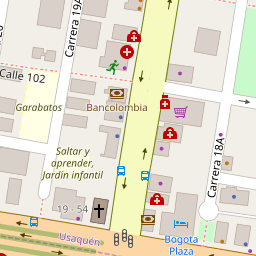 Carrera 19A
Calle 102
Garabatos
Bancolombia
Saltar y
aprender,
Jardín infantil
Carrera 18A
19 - 54
Usaquén
Bogota
Plaza